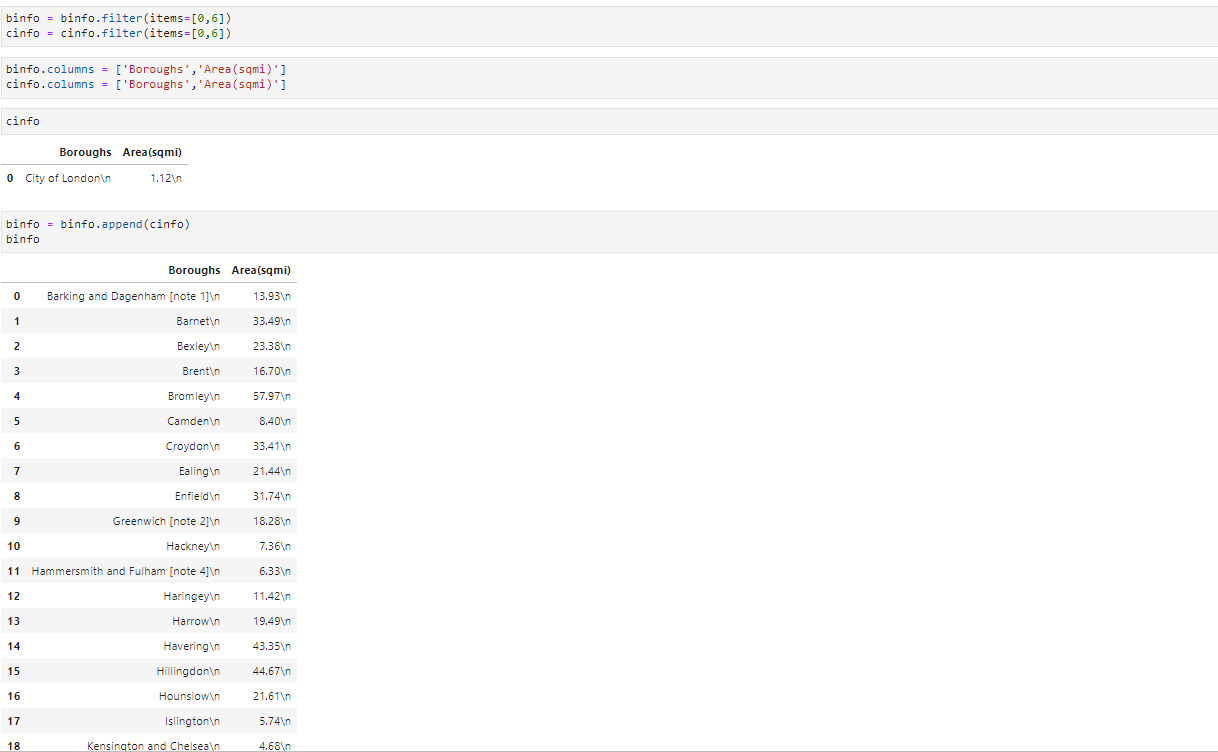 binfo = binfo.filter(items=[0,6])
cinfo = cinfo.filter(items=[0,6])
binfo.columns = ['Boroughs','Area(sqmi)']
cinfo.columns = ['Boroughs','Area(sqmi)']
cinfo
Boroughs Area(sqmi)
0 City of London\n 1.12\n
binfo = binfo.append(cinfo)
binfo
Boroughs Area(sqmi)
0 Barking and Dagenham [note 1]\n 13.93\n
1 Barnet\n 33.49\n
2 Bexley\n 23.38\n
3 Brent\n 16.70\n
4 Bromley\n 57.97\n
5 Camden\n 8.40\n
6 Croydon\n 33.41\n
7 Ealing\n 21.44\n
8 Enfield\n 31.74\n
9 Greenwich [note 2]\n 18.28\n
10 Hackney\n 7.36\n
11 Hammersmith and Fulham [note 4]\n 6.33\n
12 Haringey\n 11.42\n
13 Harrow\n 19.49\n
14 Havering\n 43.35\n
15 Hillingdon\n 44.67\n
16 Hounslow\n 21.61\n
17 Islington\n 5.74\n
18 Kensington and Chelsea\n 4.68\n